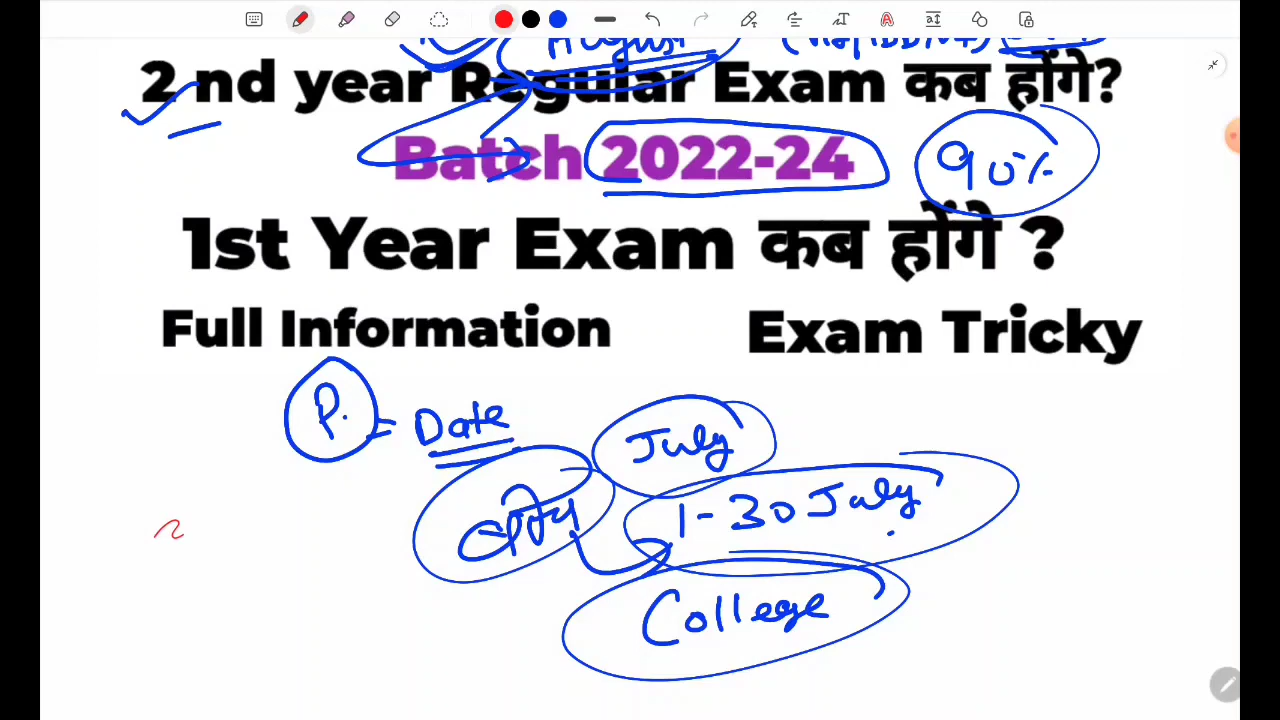 August
2 nd year Regular Exam कब होंगे?
Batch 2022-24 90%
1st Year Exam कब होंगे ?
Full Information Exam Tricky
P. = Date
July
1-30 July
College